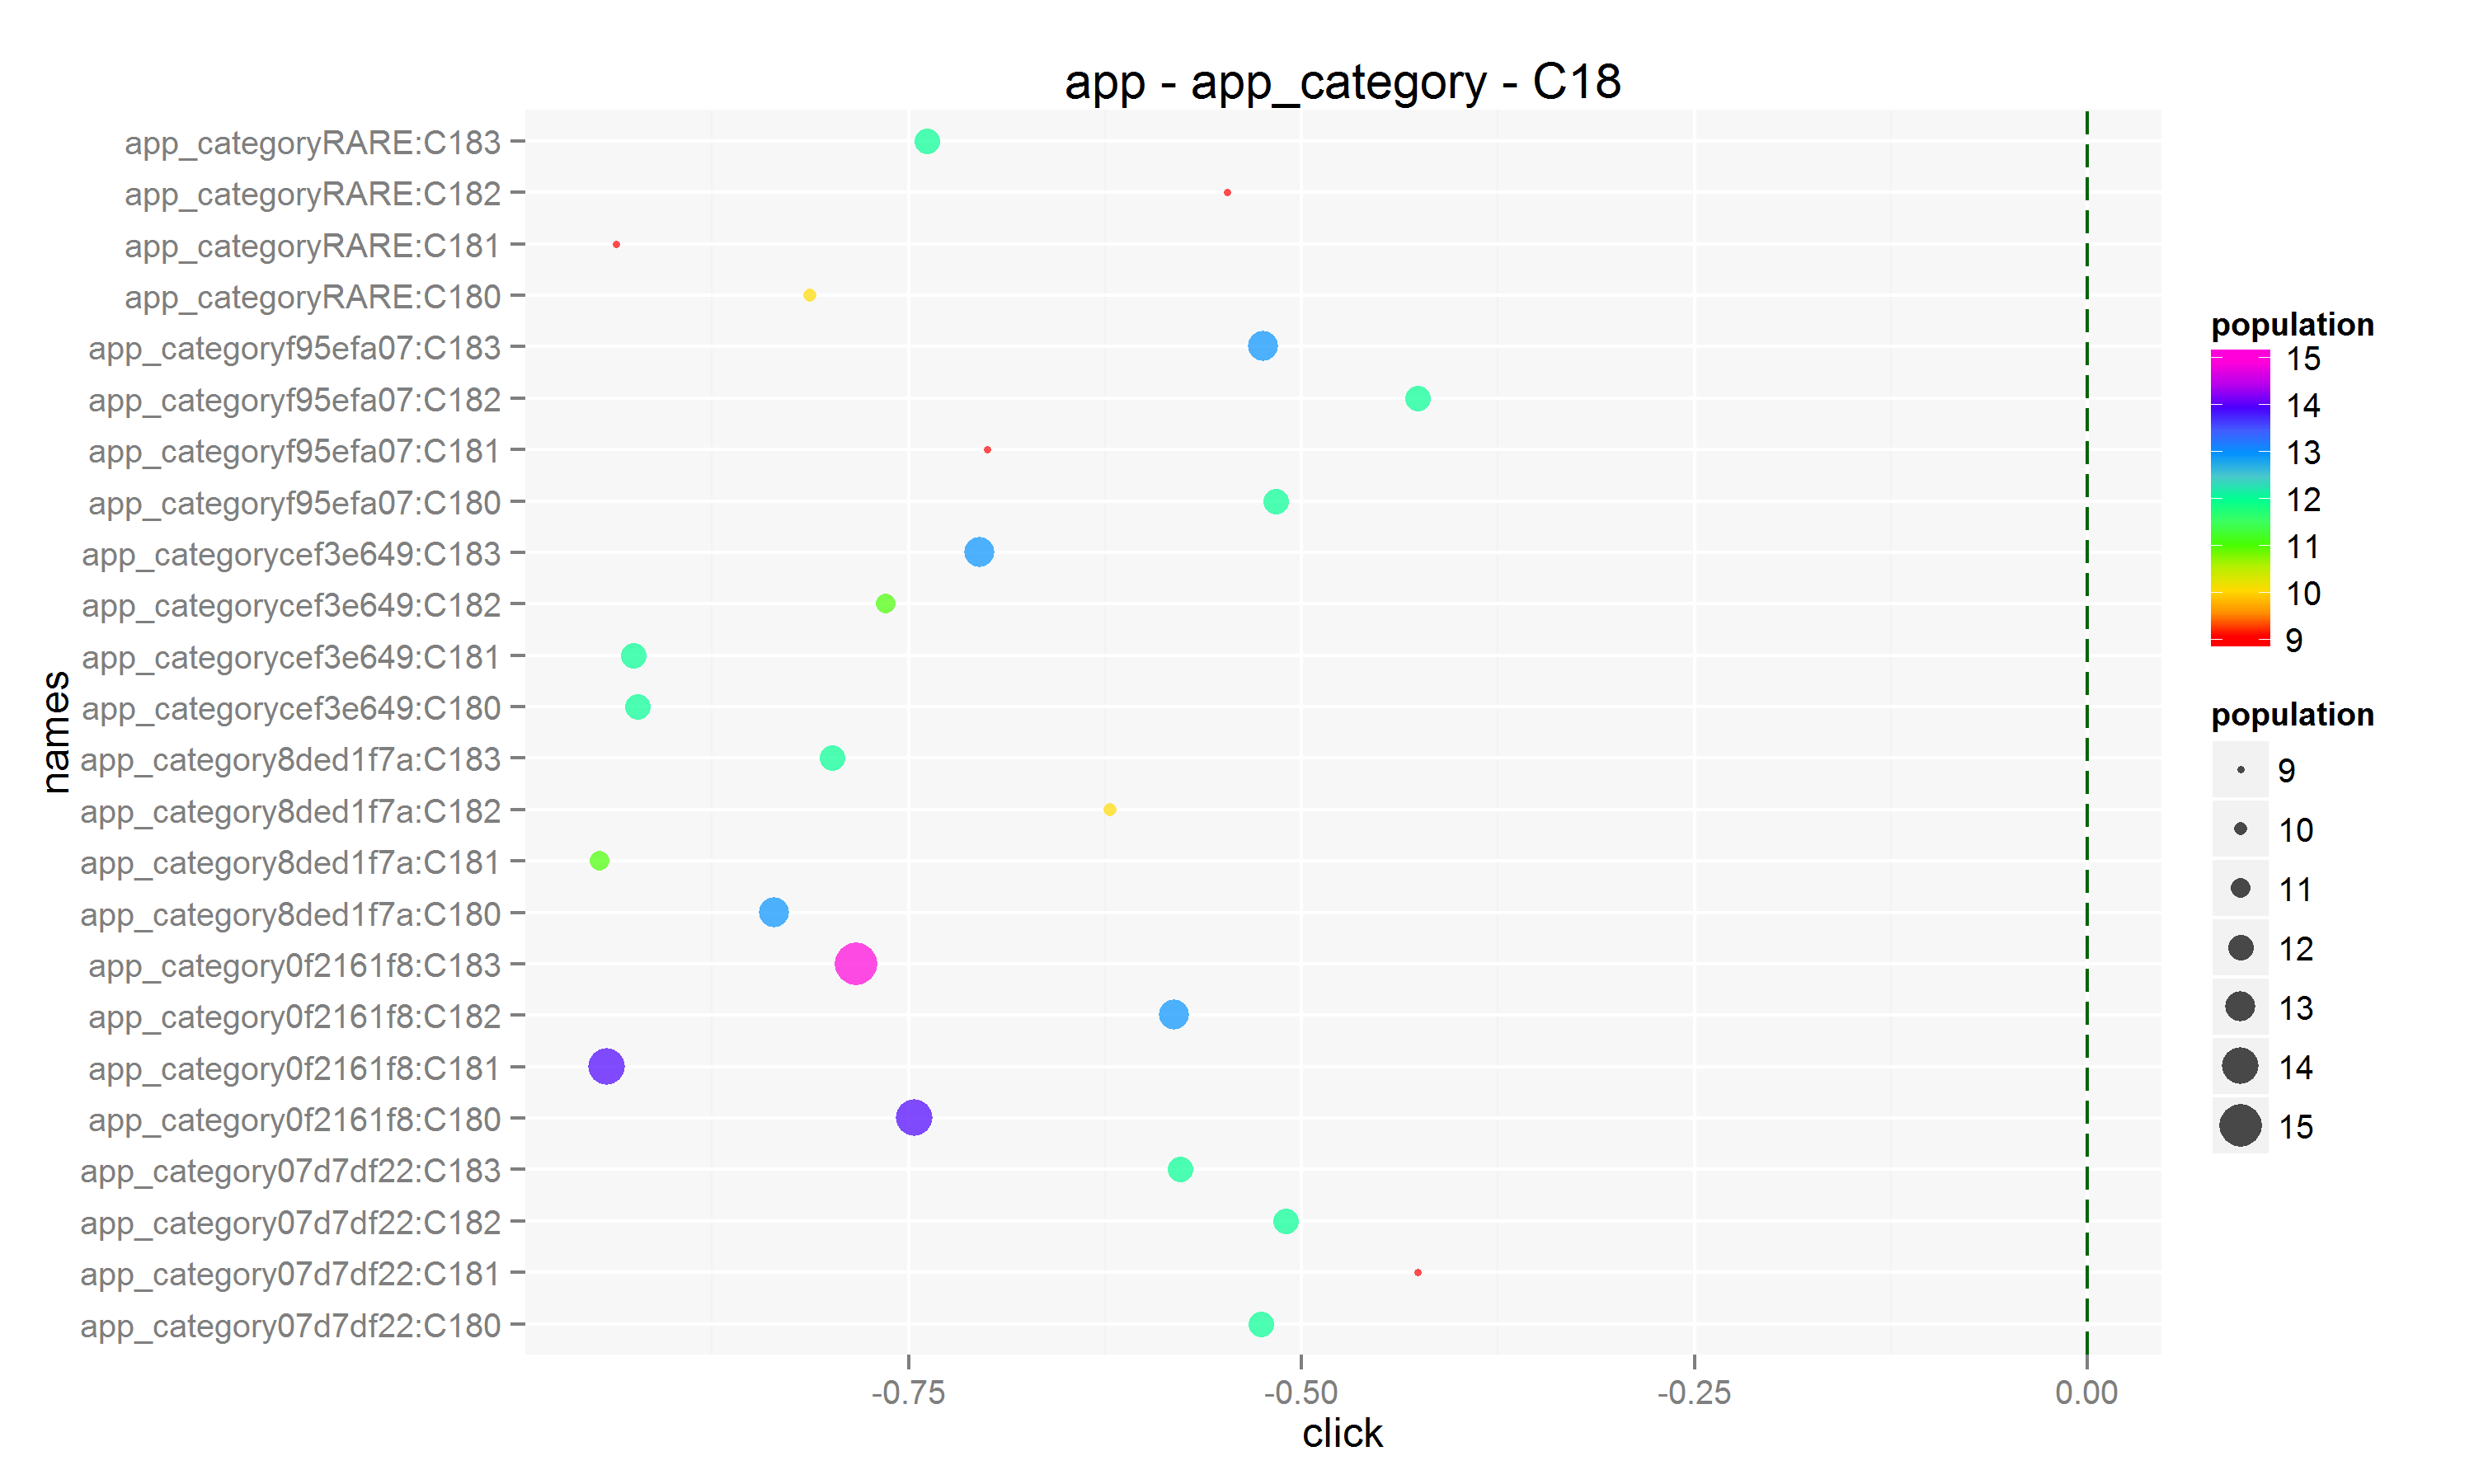 app - app_category - C18
app_categoryRARE:C183
app_categoryRARE:C182
app_categoryRARE:C181
app_categoryRARE:C180
app_categoryf95efa07:C183
app_categoryf95efa07:C182
app_categoryf95efa07:C181
app_categoryf95efa07:C180
app_categorycef3e649:C183
app_categorycef3e649:C182
app_categorycef3e649:C181
app_categorycef3e649:C180
app_category8ded1f7a:C183
app_category8ded1f7a:C182
app_category8ded1f7a:C181
app_category8ded1f7a:C180
app_category0f2161f8:C183
app_category0f2161f8:C182
app_category0f2161f8:C181
app_category0f2161f8:C180
app_category07d7df22:C183
app_category07d7df22:C182
app_category07d7df22:C181
app_category07d7df22:C180
names
-0.75
-0.50
-0.25
0.00
click
population
15
14
13
12
11
10
9
population
9
10
11
12
13
14
15